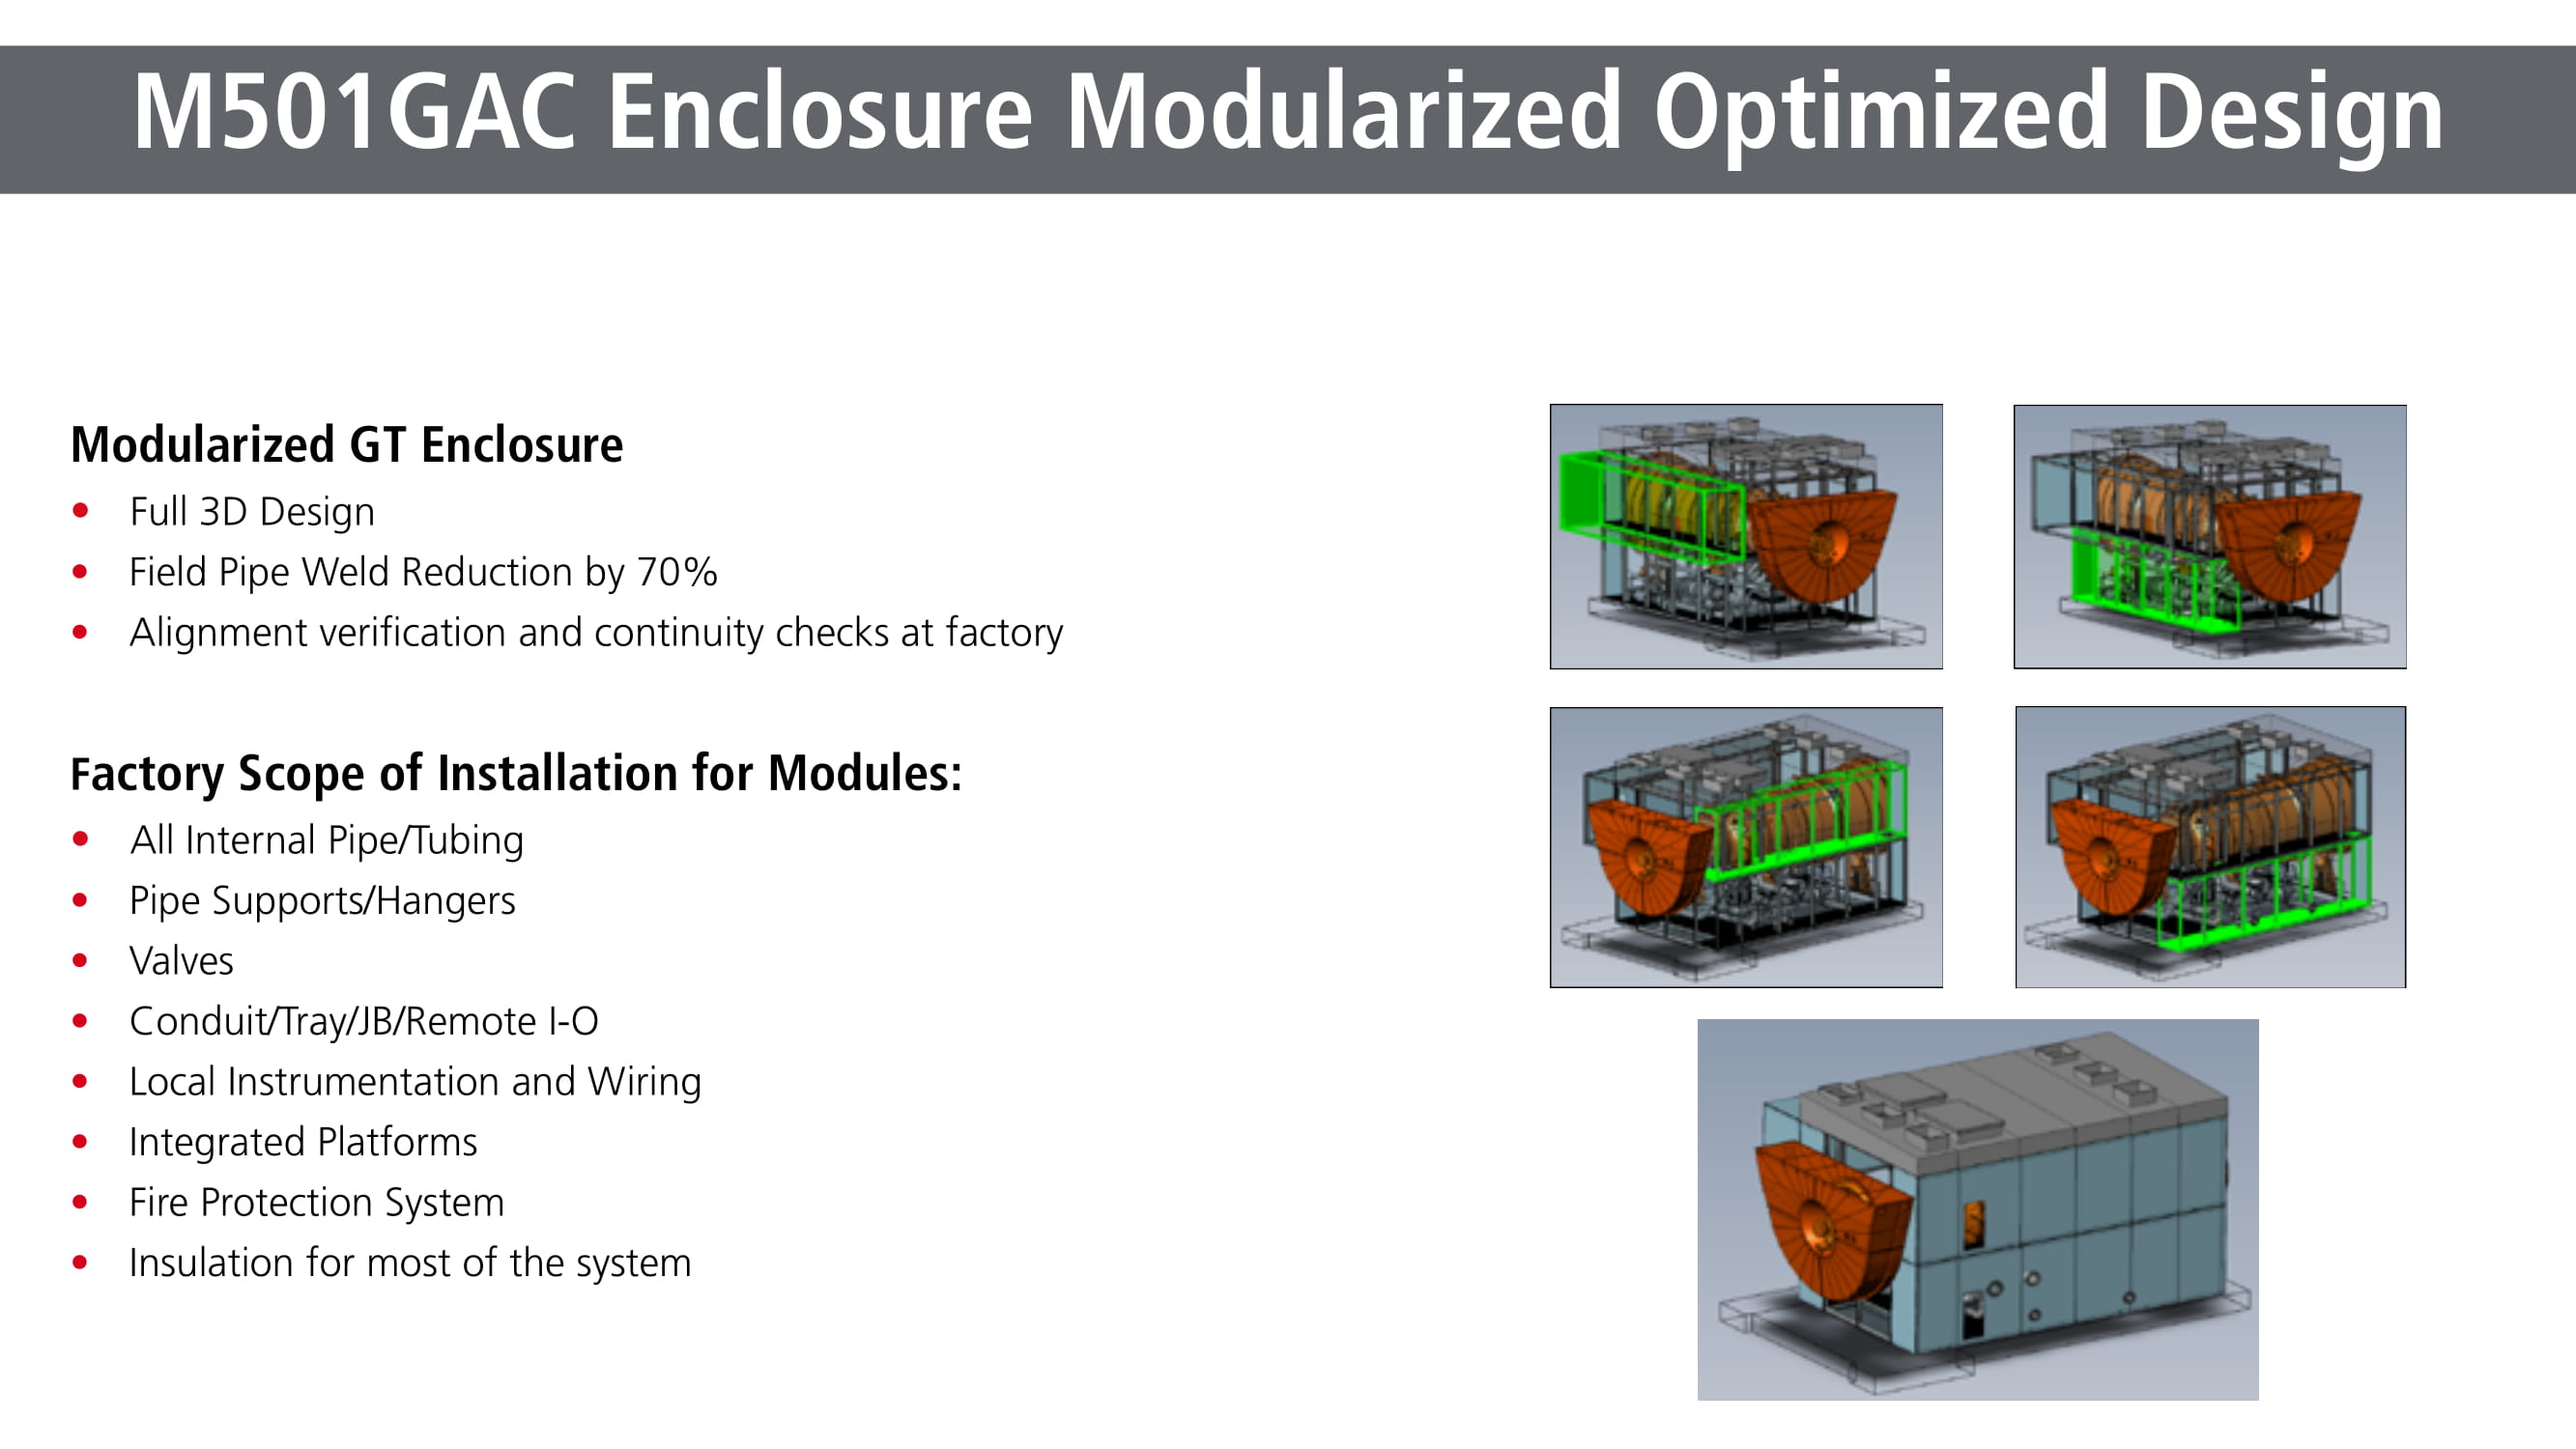 M501GAC Enclosure Modularized Optimized Design
Modularized GT Enclosure
• Full 3D Design
• Field Pipe Weld Reduction by 70%
• Alignment verification and continuity checks at factory
Factory Scope of Installation for Modules:
• All Internal Pipe/Tubing
• Pipe Supports/Hangers
• Valves
• Conduit/Tray/JB/Remote I-O
• Local Instrumentation and Wiring
• Integrated Platforms
• Fire Protection System
• Insulation for most of the system